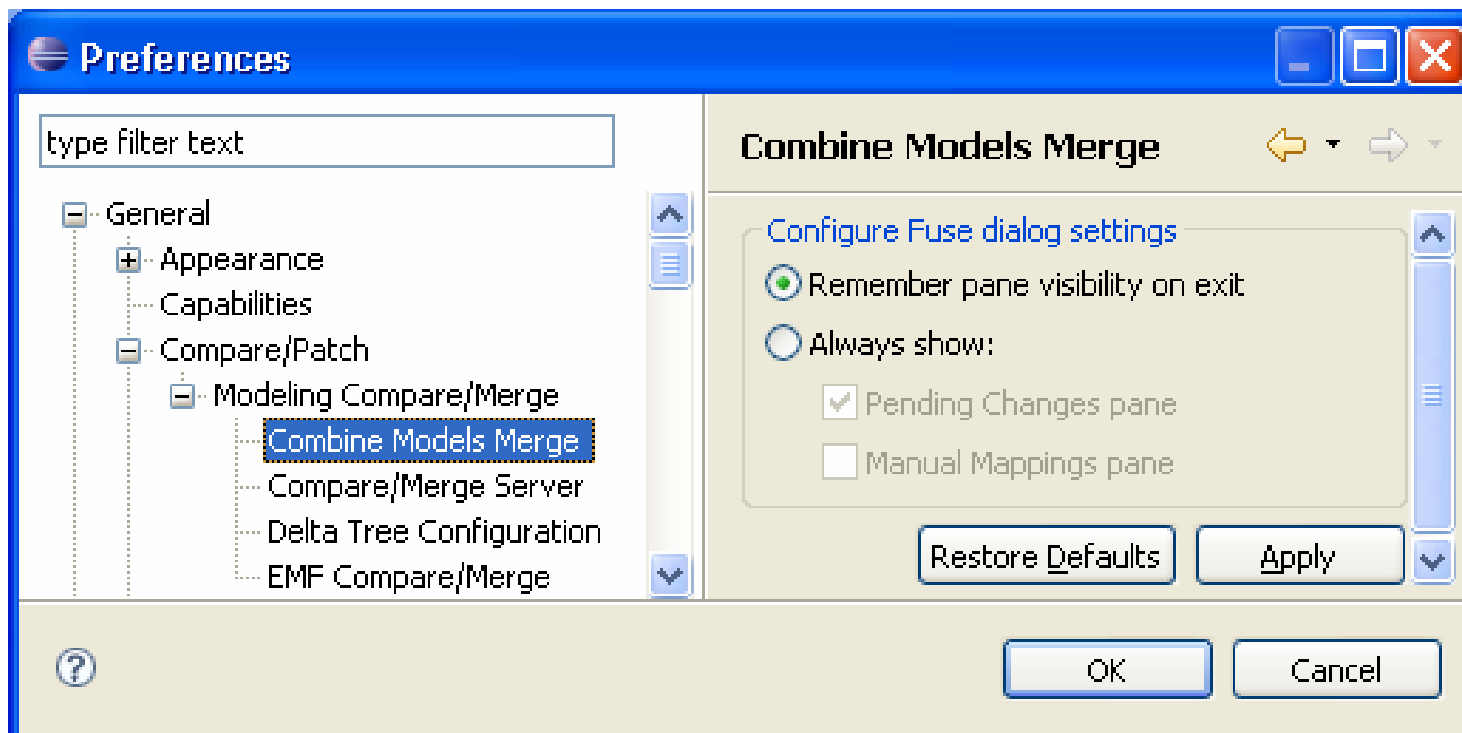 Preferences
type filter text
General
Appearance
Capabilities
Compare/Patch
Modeling Compare/Merge
Combine Models Merge
Compare/Merge Server
Delta Tree Configuration
EMF Compare/Merge
Combine Models Merge
Configure Fuse dialog settings
Remember pane visibility on exit
Always show:
Pending Changes pane
Manual Mappings pane
Restore Defaults Apply
? OK Cancel